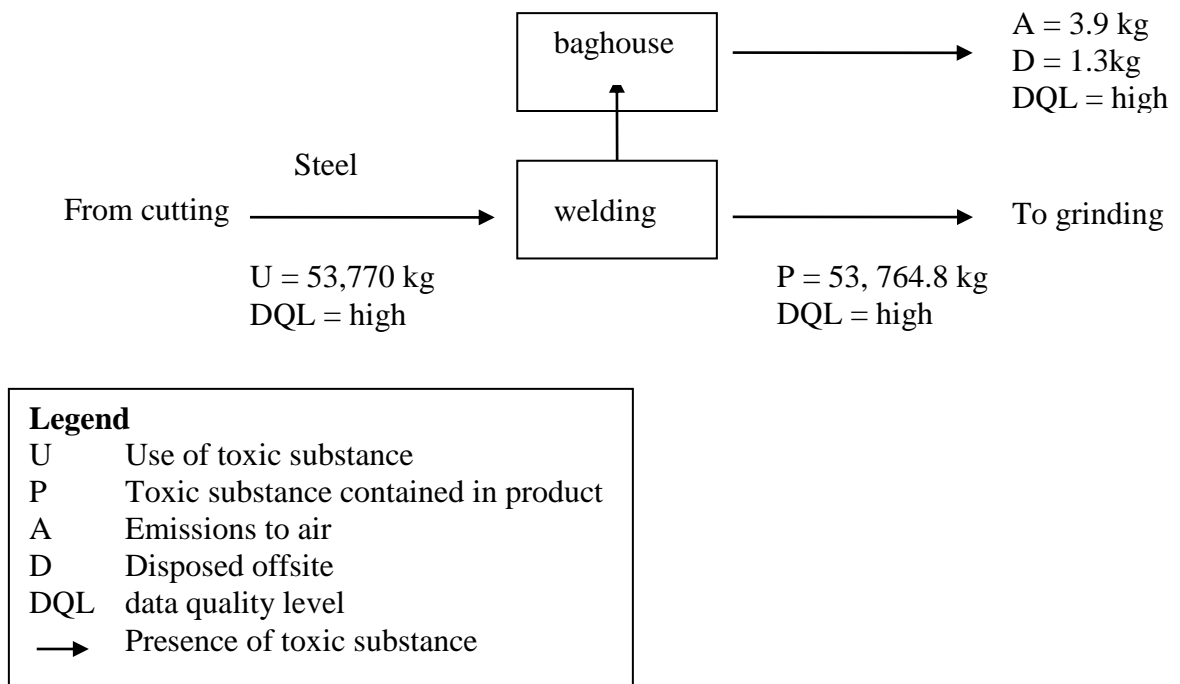 baghouse
A = 3.9 kg
D = 1.3kg
DQL = high
Steel
From cutting
welding
To grinding
U = 53,770 kg
DQL = high
P = 53, 764.8 kg
DQL = high
Legend
U Use of toxic substance
P Toxic substance contained in product
A Emissions to air
D Disposed offsite
DQL data quality level
Presence of toxic substance